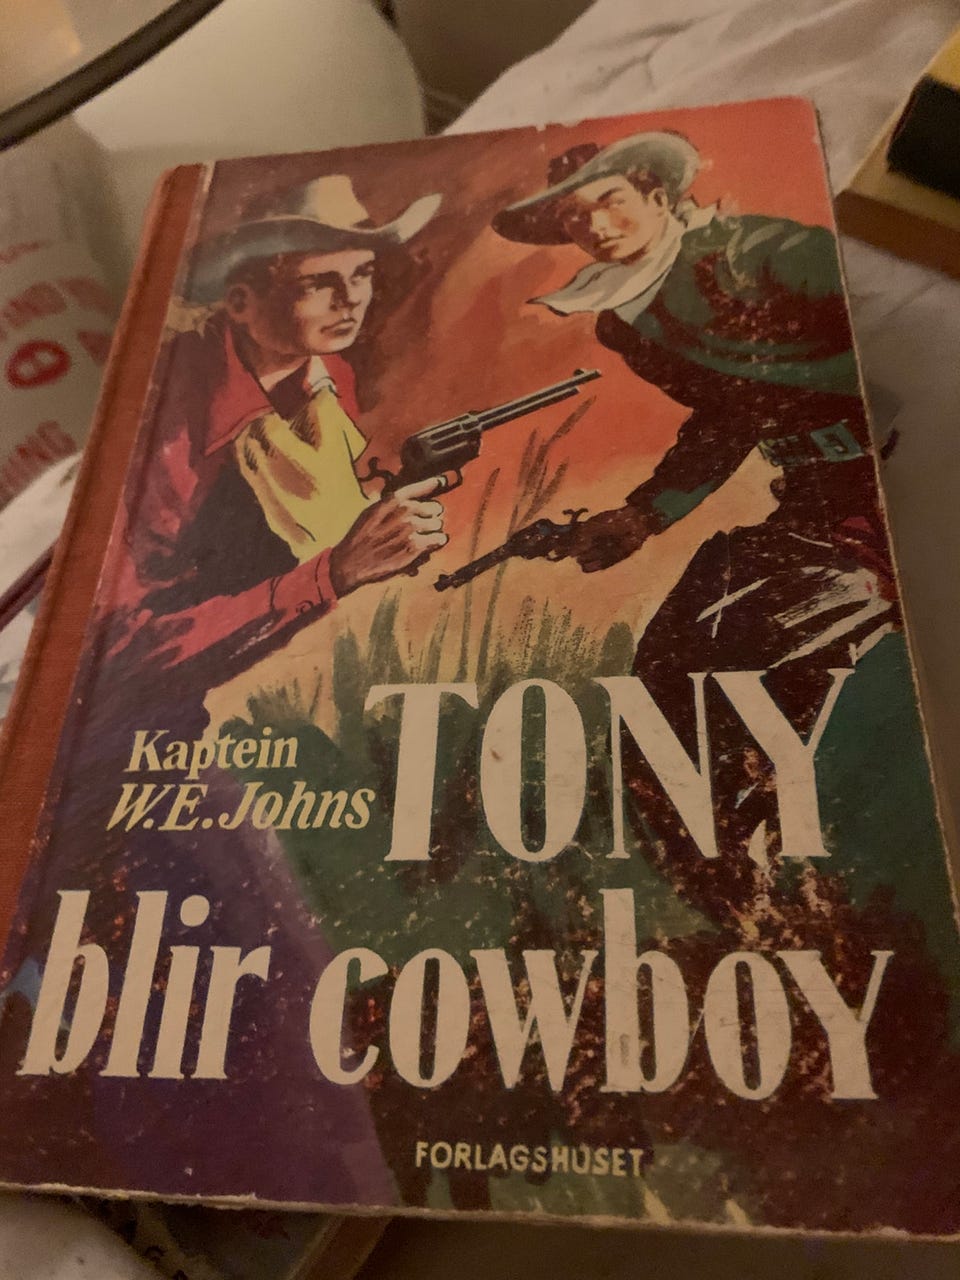 Kaptein
W.E. Johns
TONY
blir cowboy
FORLAGSHUSET